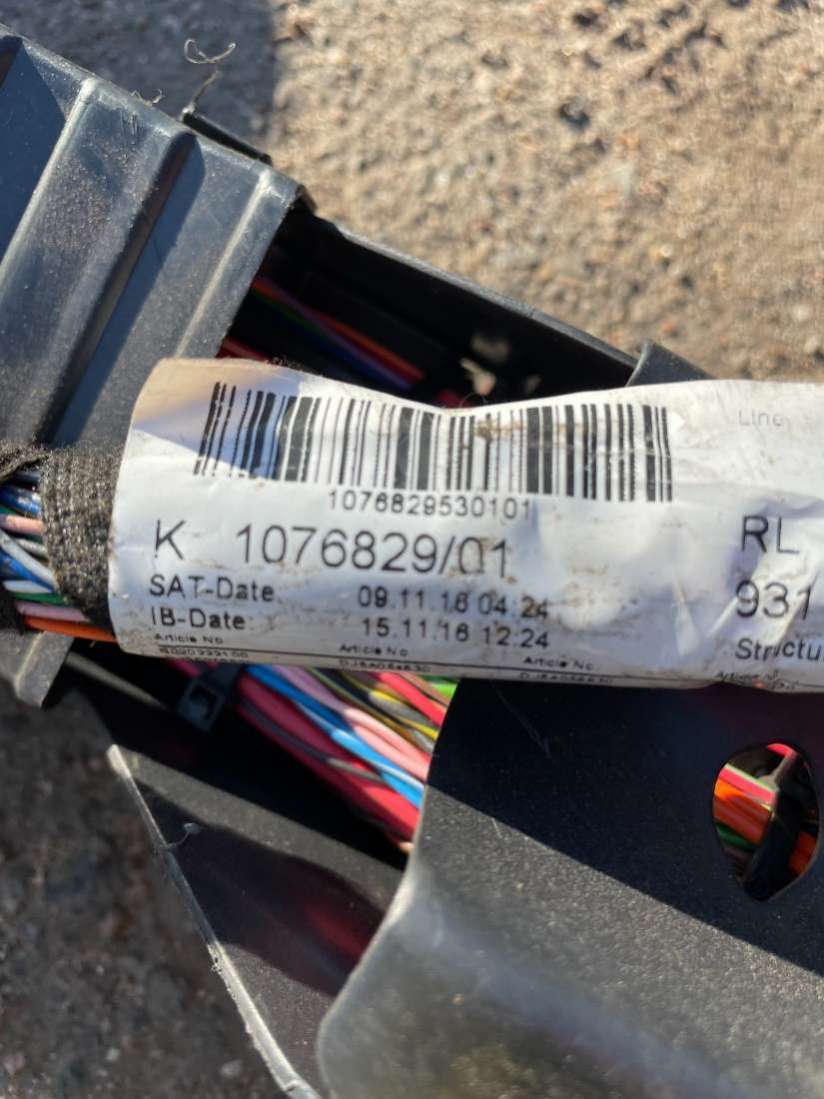 Line
1076829530101
K 1076829/01 RL
SAT-Date: 09.11.16 04:24 931
IB-Date: 15.11.16 12:24 Structu
Article No Article No Article No